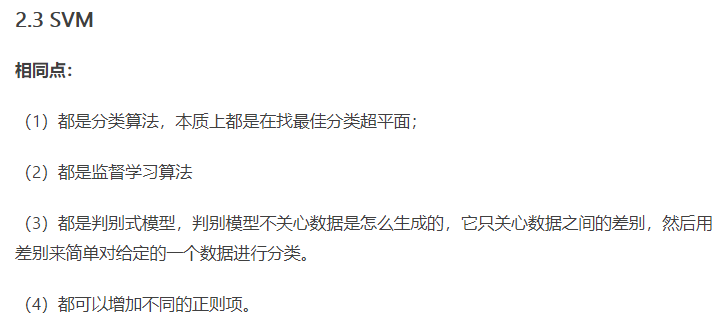 2.3 SVM
相同点：
（1）都是分类算法，本质上都是在找最佳分类超平面；
（2）都是监督学习算法
（3）都是判别式模型，判别模型不关心数据是怎么生成的，它只关心数据之间的差别，然后用
差别来简单对给定的一个数据进行分类。
（4）都可以增加不同的正则项。